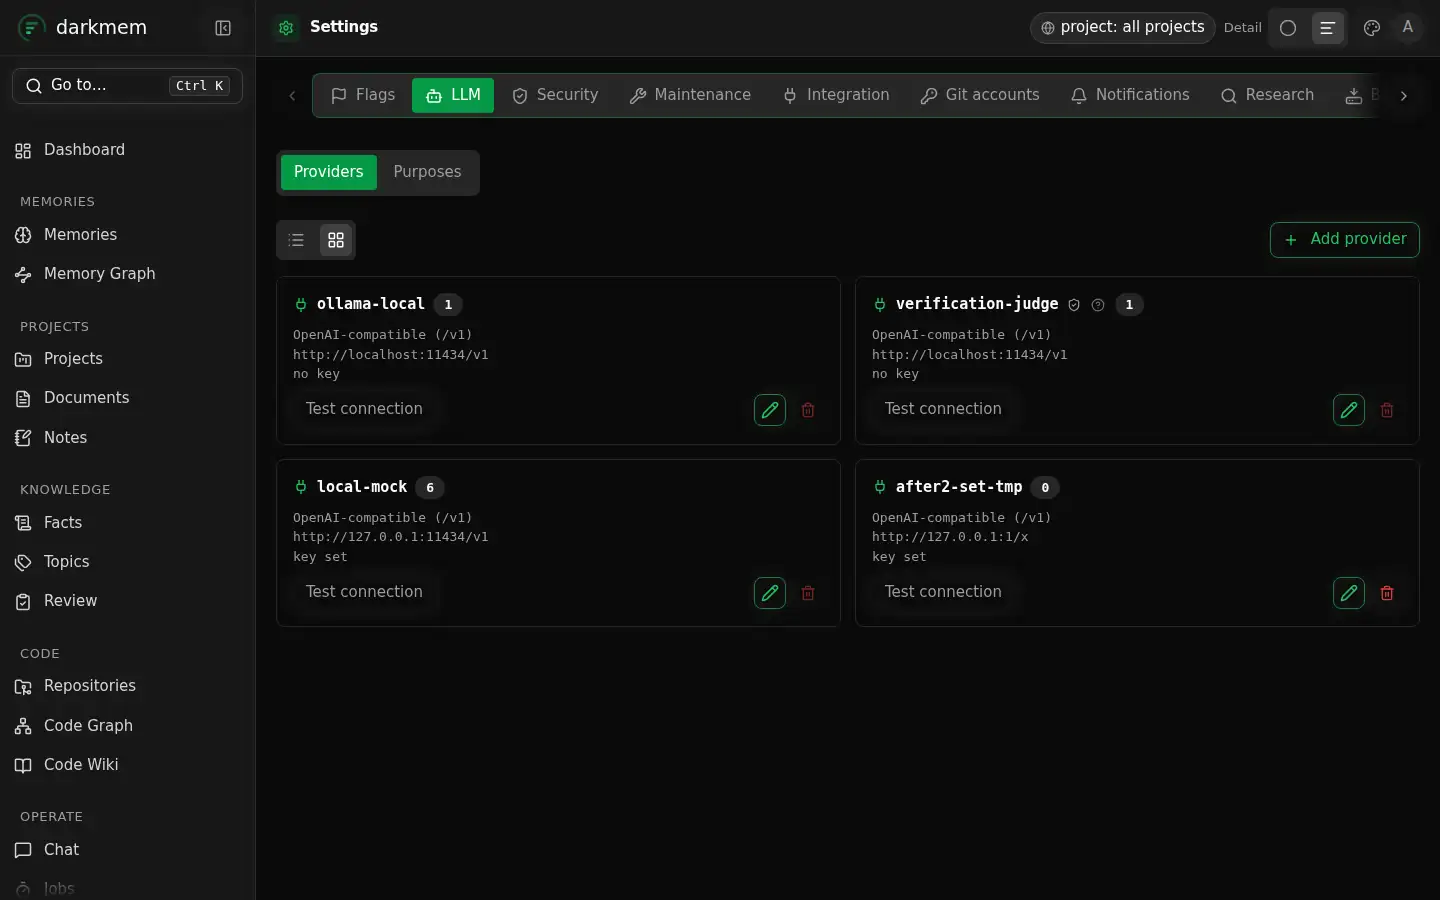 darkmem
Settings
project: all projects
Detail
A
Go to...
Ctrl K
Flags
LLM
Security
Maintenance
Integration
Git accounts
Notifications
Research
B
Dashboard
Providers
Purposes
MEMORIES
Memories
Memory Graph
Add provider
PROJECTS
Projects
Documents
Notes
KNOWLEDGE
Facts
Topics
Review
CODE
Repositories
Code Graph
Code Wiki
OPERATE
Chat
Jobs
ollama-local 1
OpenAI-compatible (/v1)
http://localhost:11434/v1
no key
Test connection
verification-judge 1
OpenAI-compatible (/v1)
http://localhost:11434/v1
no key
Test connection
local-mock 6
OpenAI-compatible (/v1)
http://127.0.0.1:11434/v1
key set
Test connection
after2-set-tmp 0
OpenAI-compatible (/v1)
http://127.0.0.1:1/x
key set
Test connection